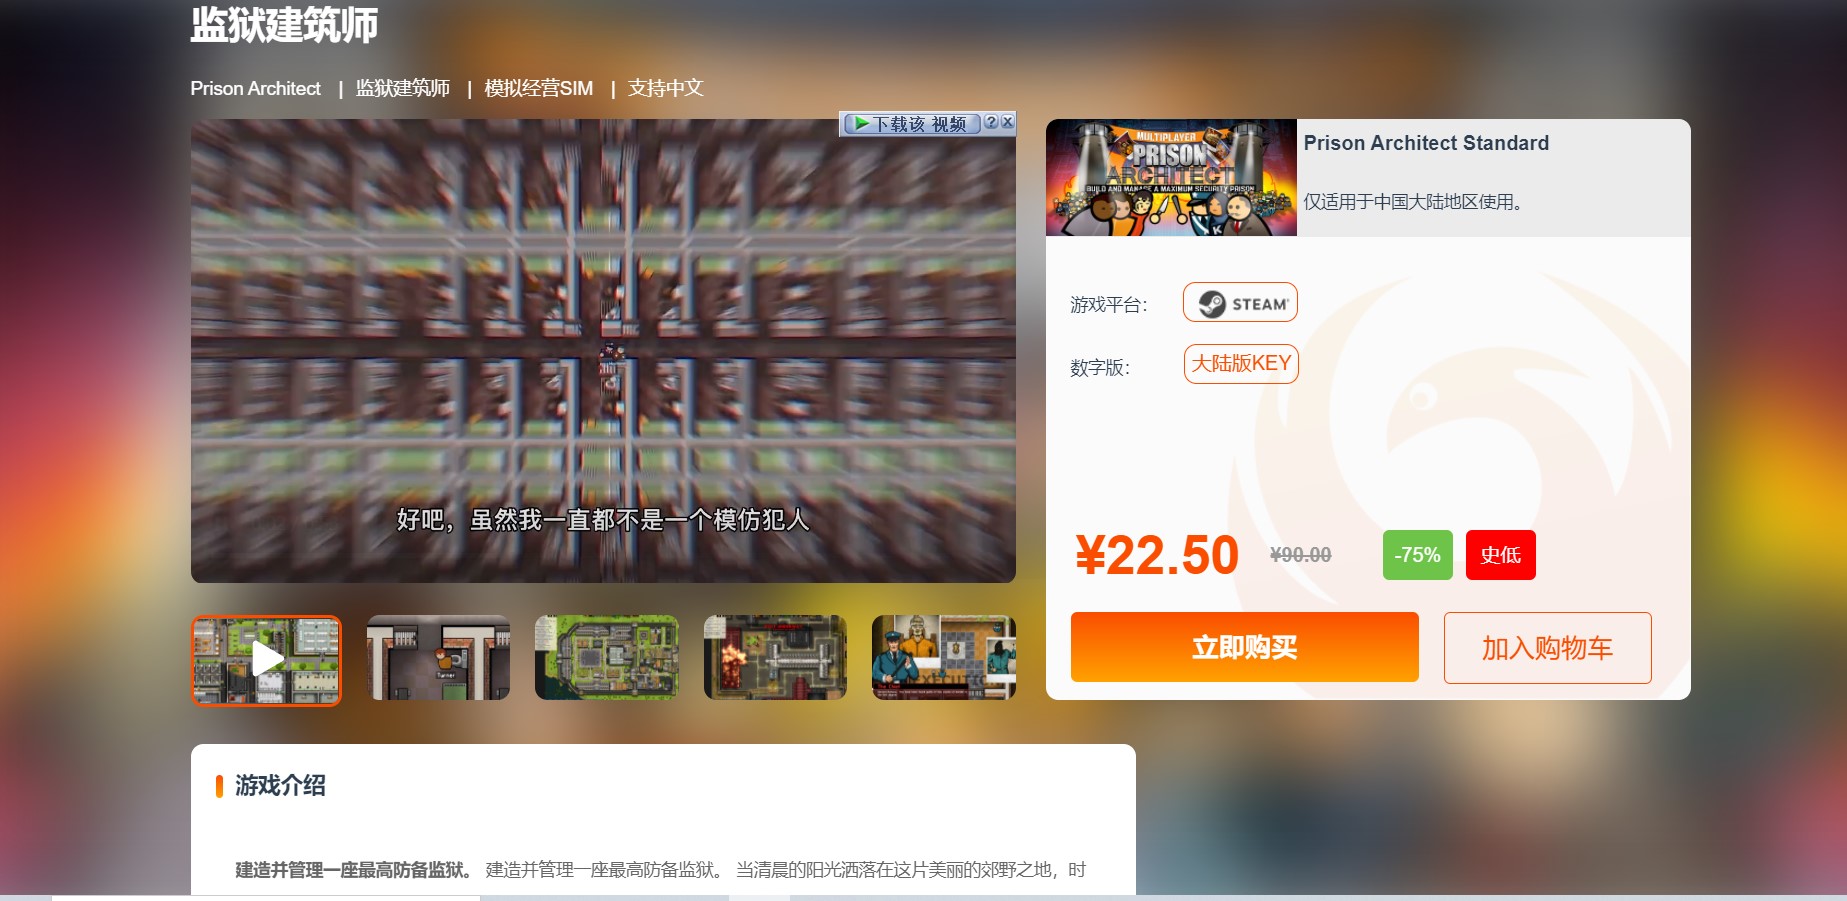 监狱建筑师
Prison Architect | 监狱建筑师 | 模拟经营SIM | 支持中文
下载该 视频 ? X
好吧，虽然我一直都不是一个模仿犯人
MULTIPLAYER
PRISON
ARCHITECT
BUILD AND MANAGE A MAXIMUM SECURITY PRISON
Prison Architect Standard
仅适用于中国大陆地区使用。
游戏平台：
STEAM
数字版：
大陆版KEY
¥22.50 ¥90.00 -75% 史低
立即购买 加入购物车
游戏介绍
建造并管理一座最高防备监狱。 建造并管理一座最高防备监狱。 当清晨的阳光洒落在这片美丽的郊野之地，时